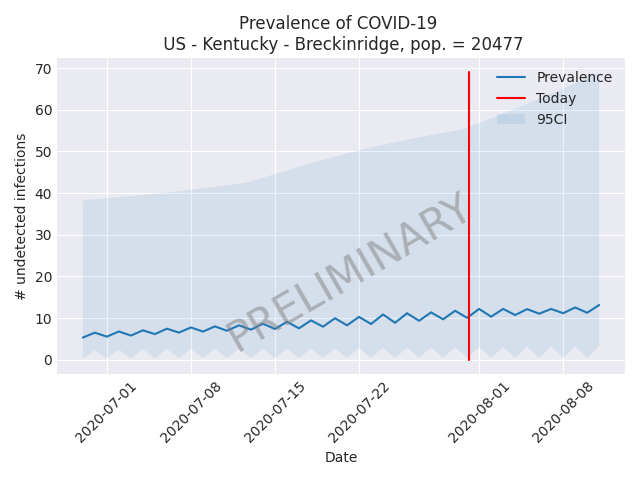 Prevalence of COVID-19
US - Kentucky - Breckinridge, pop. = 20477
70
60
50
40
30
20
10
0
# undetected infections
Prevalence
Today
95CI
PRELIMINARY
2020-07-01
2020-07-08
2020-07-15
2020-07-22
2020-08-01
2020-08-08
Date